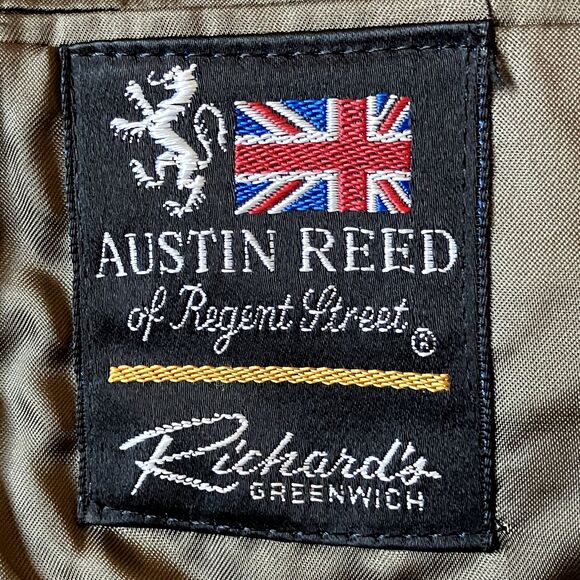 AUSTIN REED
of Regent Street ®
Richard's
GREENWICH